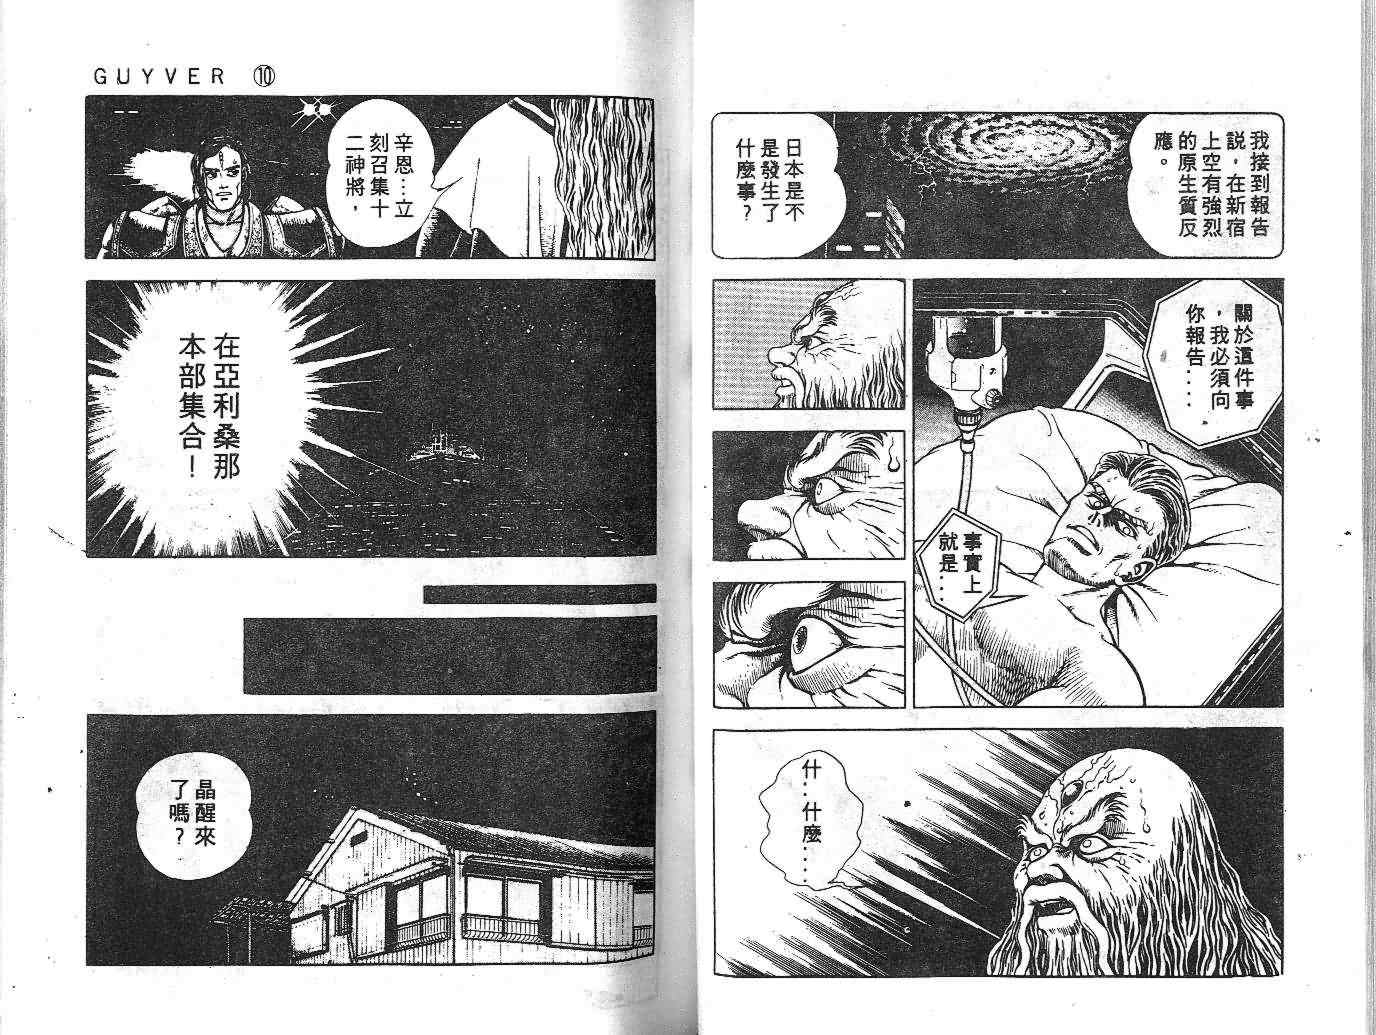 我接到報告
說，在新宿
上空有強烈
的原生質反
應。
日本是不
是發生了
什麼事？
關於這件事
，我必須向
你報告……
事實上
就是…
什‥什麼‥‥
GUYVER ⑩
辛恩…立
刻召集十
二神將，
在亞利桑那
本部集合！
晶醒來
了嗎？